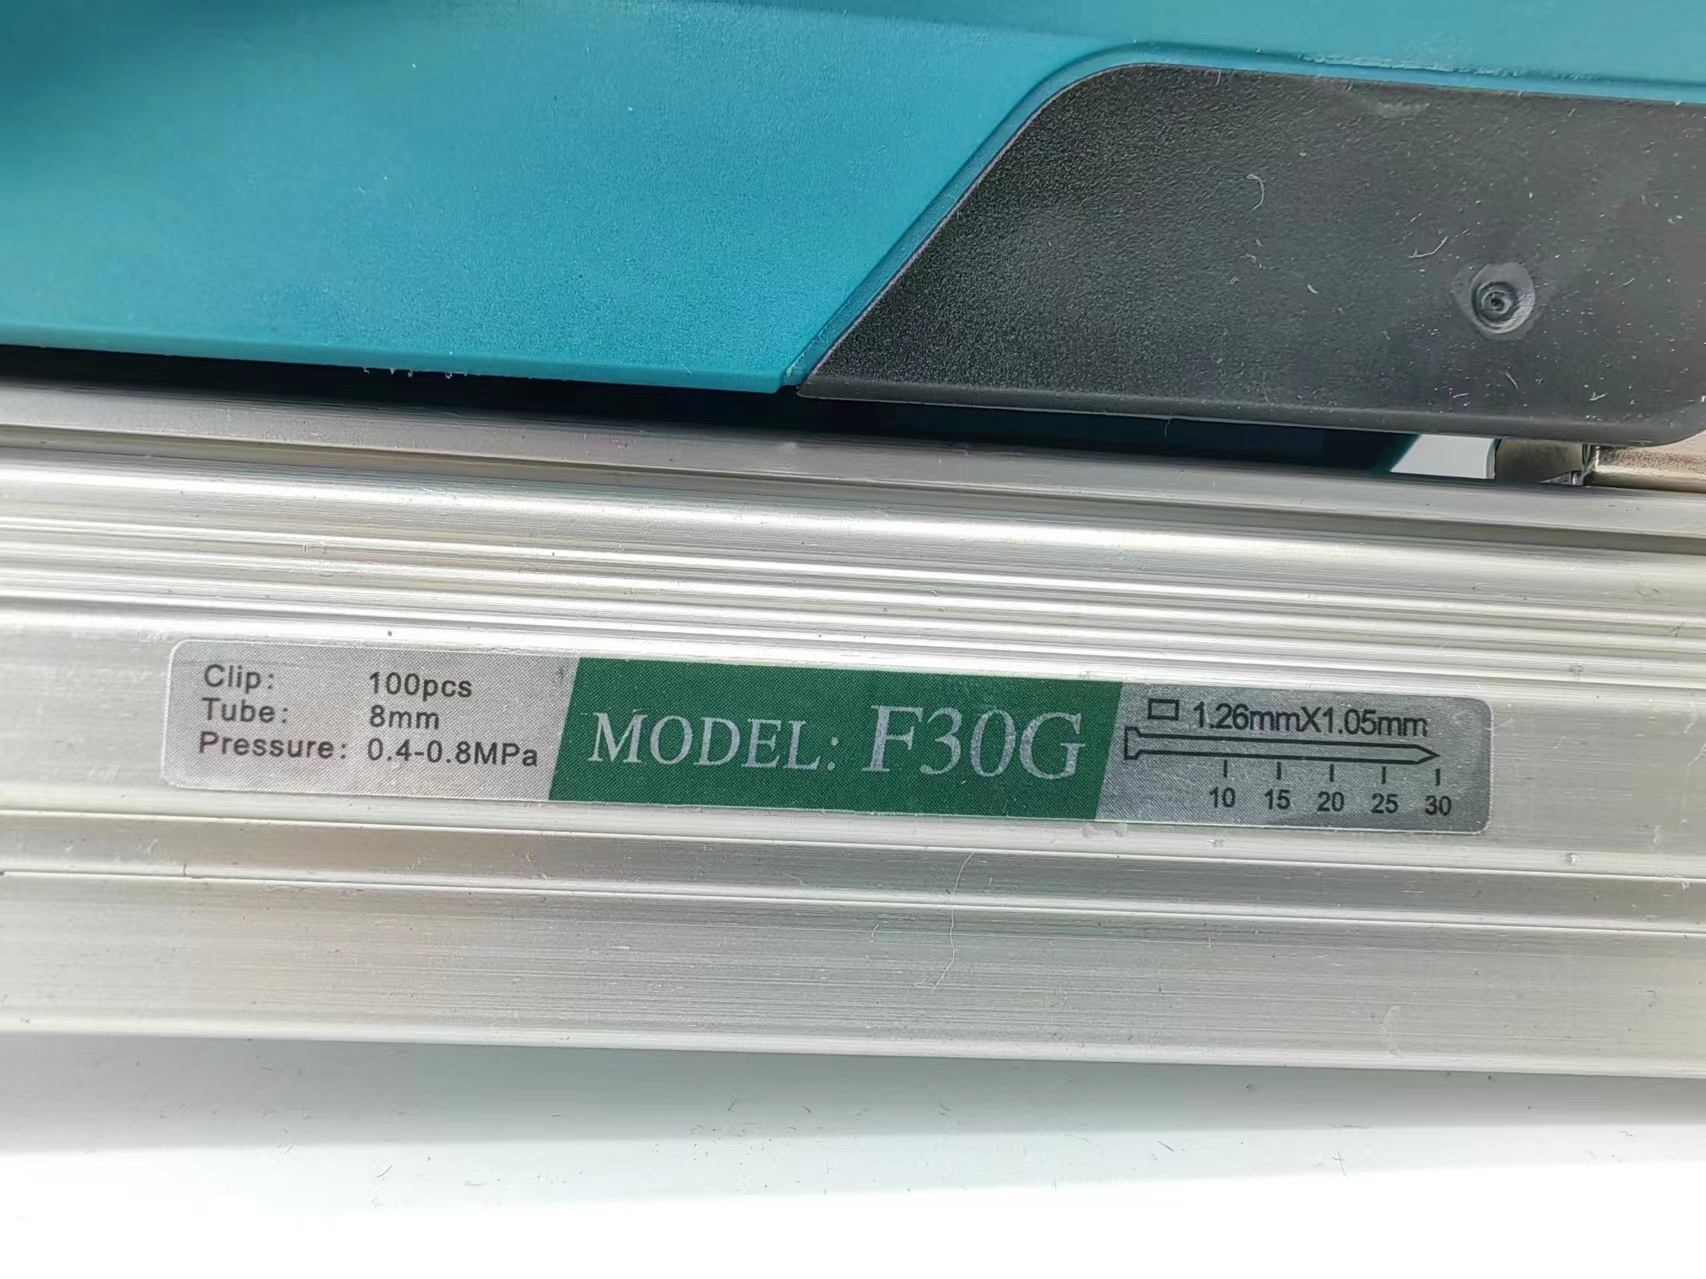 Clip: 100pcs
Tube: 8mm
Pressure: 0.4-0.8MPa
MODEL: F30G
1.26mmX1.05mm
10 15 20 25 30